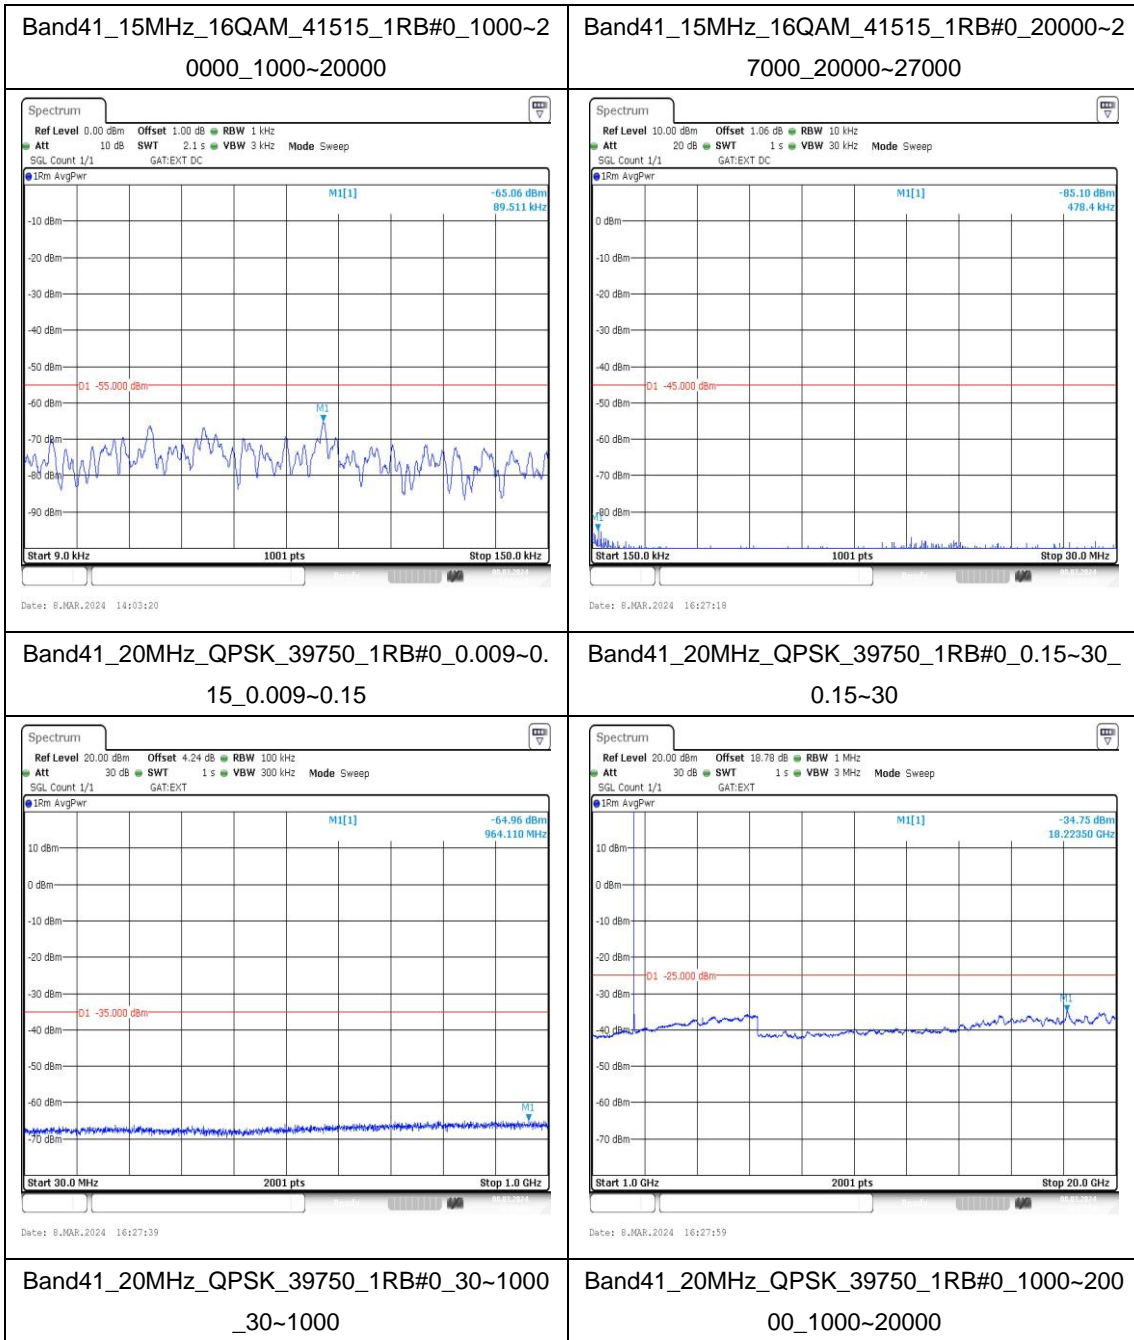 Band41_15MHz_16QAM_41515_1RB#0_1000~2
0000_1000~20000
Band41_15MHz_16QAM_41515_1RB#0_20000~2
7000_20000~27000
Spectrum
Ref Level 0.00 dBm Offset 1.00 dB RBW 1 kHz
Att 10 dB SWT 2.1 s VBW 3 kHz Mode Sweep
SGL Count 1/1 GAT:EXT DC
1Rm AvgPwr
M1[1] -65.06 dBm
89.511 kHz
-10 dBm
-20 dBm
-30 dBm
-40 dBm
-50 dBm
D1 -55.000 dBm
-60 dBm
M1
-70 dBm
-80 dBm
-90 dBm
Start 9.0 kHz 1001 pts Stop 150.0 kHz
Date: 8.MAR.2024 14:03:20
Spectrum
Ref Level 10.00 dBm Offset 1.06 dB RBW 10 kHz
Att 20 dB SWT 1 s VBW 30 kHz Mode Sweep
SGL Count 1/1 GAT:EXT DC
1Rm AvgPwr
M1[1] -85.10 dBm
478.4 kHz
0 dBm
-10 dBm
-20 dBm
-30 dBm
-40 dBm
D1 -45.000 dBm
-50 dBm
-60 dBm
-70 dBm
-80 dBm
M1
Start 150.0 kHz 1001 pts Stop 30.0 MHz
Date: 8.MAR.2024 16:27:18
Band41_20MHz_QPSK_39750_1RB#0_0.009~0.
15_0.009~0.15
Band41_20MHz_QPSK_39750_1RB#0_0.15~30_
0.15~30
Spectrum
Ref Level 20.00 dBm Offset 4.24 dB RBW 100 kHz
Att 30 dB SWT 1 s VBW 300 kHz Mode Sweep
SGL Count 1/1 GAT:EXT
1Rm AvgPwr
M1[1] -64.96 dBm
964.110 MHz
10 dBm
0 dBm
-10 dBm
-20 dBm
-30 dBm
D1 -35.000 dBm
-40 dBm
-50 dBm
-60 dBm
M1
-70 dBm
Start 30.0 MHz 2001 pts Stop 1.0 GHz
Date: 8.MAR.2024 16:27:39
Spectrum
Ref Level 20.00 dBm Offset 18.78 dB RBW 1 MHz
Att 30 dB SWT 1 s VBW 3 MHz Mode Sweep
SGL Count 1/1 GAT:EXT
1Rm AvgPwr
M1[1] -34.75 dBm
18.22350 GHz
10 dBm
0 dBm
-10 dBm
-20 dBm
D1 -25.000 dBm
-30 dBm
M1
-40 dBm
-50 dBm
-60 dBm
-70 dBm
Start 1.0 GHz 2001 pts Stop 20.0 GHz
Date: 8.MAR.2024 16:27:59
Band41_20MHz_QPSK_39750_1RB#0_30~1000
_30~1000
Band41_20MHz_QPSK_39750_1RB#0_1000~200
00_1000~20000